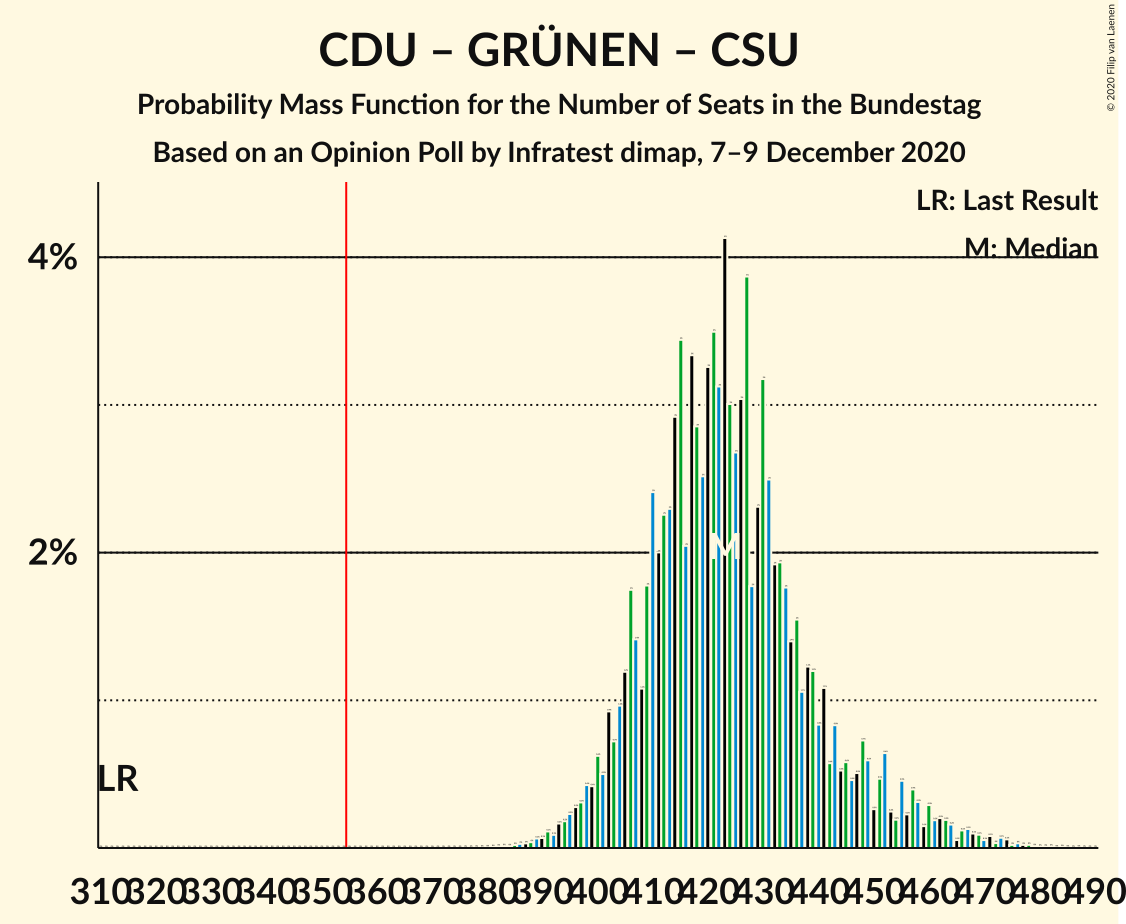 CDU – GRÜNEN – CSU
Probability Mass Function for the Number of Seats in the Bundestag
Based on an Opinion Poll by Infratest dimap, 7–9 December 2020
© 2020 Filip van Laenen
LR: Last Result
M: Median
4%
2%
M
LR
310 320 330 340 350 360 370 380 390 400 410 420 430 440 450 460 470 480 490